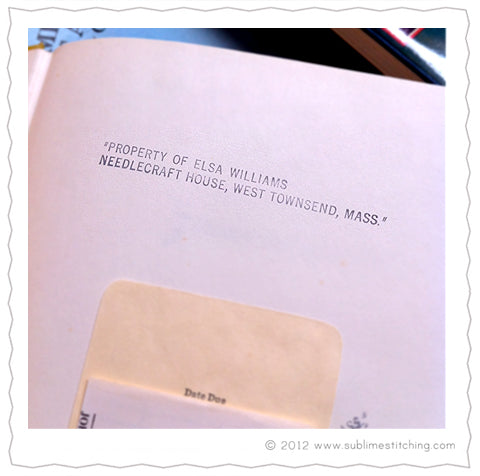 "PROPERTY OF ELSA WILLIAMS
NEEDLECRAFT HOUSE, WEST TOWNSEND, MASS."
Date Due
© 2012 www.sublimestitching.com